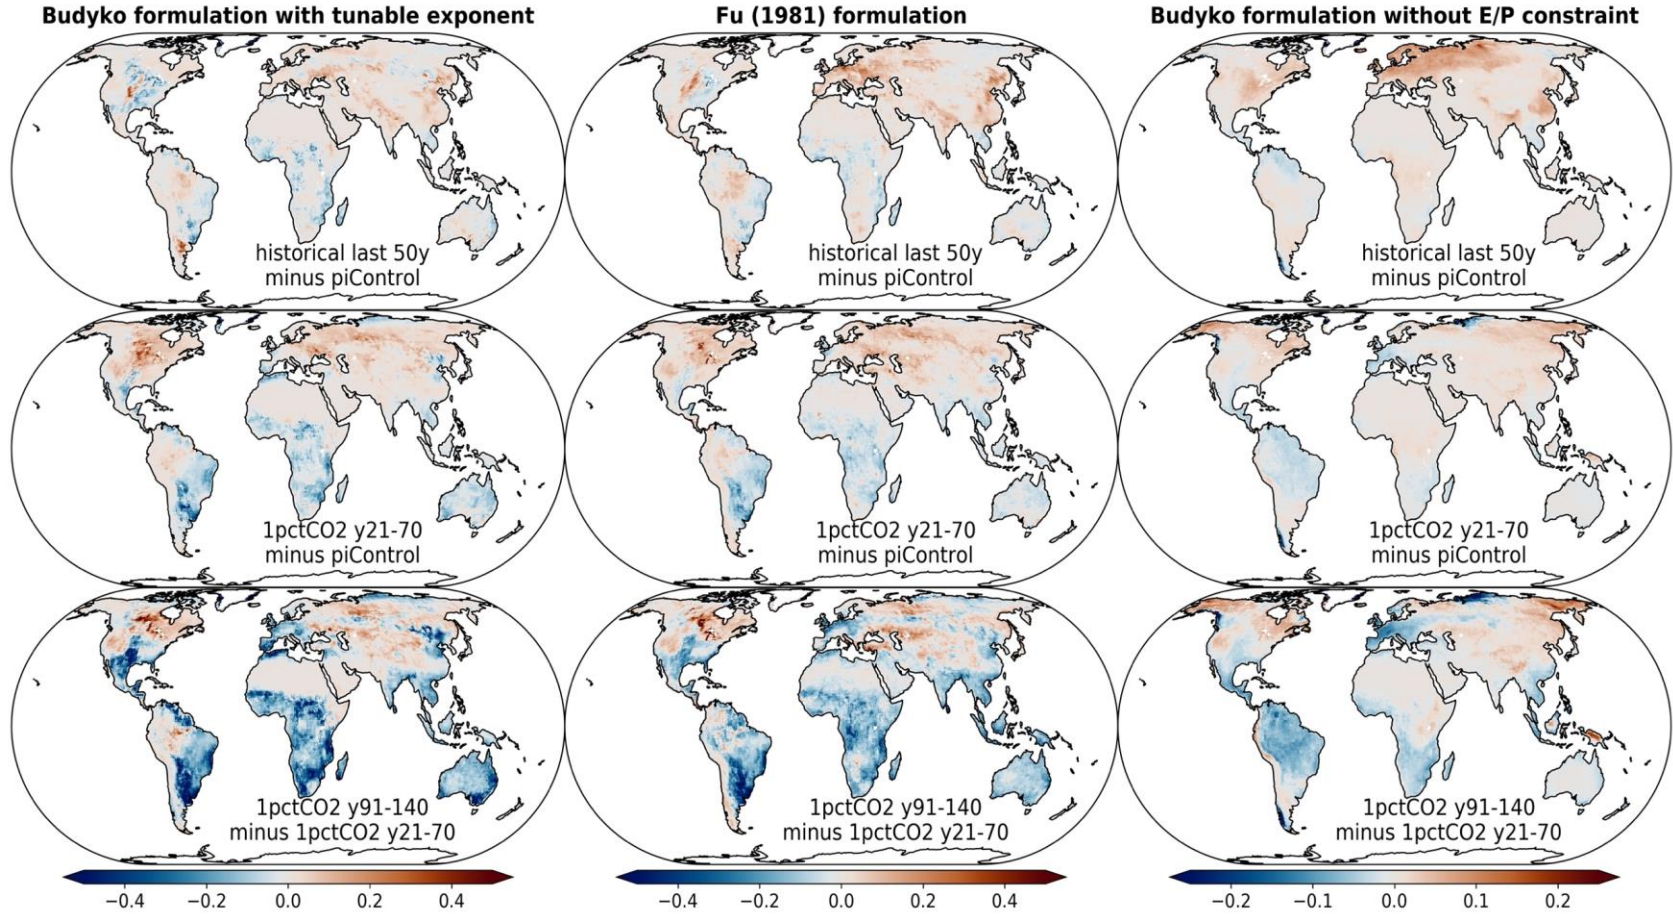 Budyko formulation with tunable exponent
Fu (1981) formulation
Budyko formulation without E/P constraint
historical last 50y
minus piControl
historical last 50y
minus piControl
historical last 50y
minus piControl
1pctCO2 y21-70
minus piControl
1pctCO2 y21-70
minus piControl
1pctCO2 y21-70
minus piControl
1pctCO2 y91-140
minus 1pctCO2 y21-70
1pctCO2 y91-140
minus 1pctCO2 y21-70
1pctCO2 y91-140
minus 1pctCO2 y21-70
−0.4 −0.2 0.0 0.2 0.4
−0.4 −0.2 0.0 0.2 0.4
−0.2 −0.1 0.0 0.1 0.2